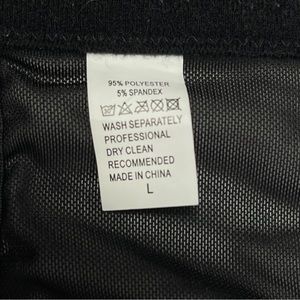 95% POLYESTER
5% SPANDEX
WASH SEPARATELY
PROFESSIONAL
DRY CLEAN
RECOMMENDED
MADE IN CHINA
L